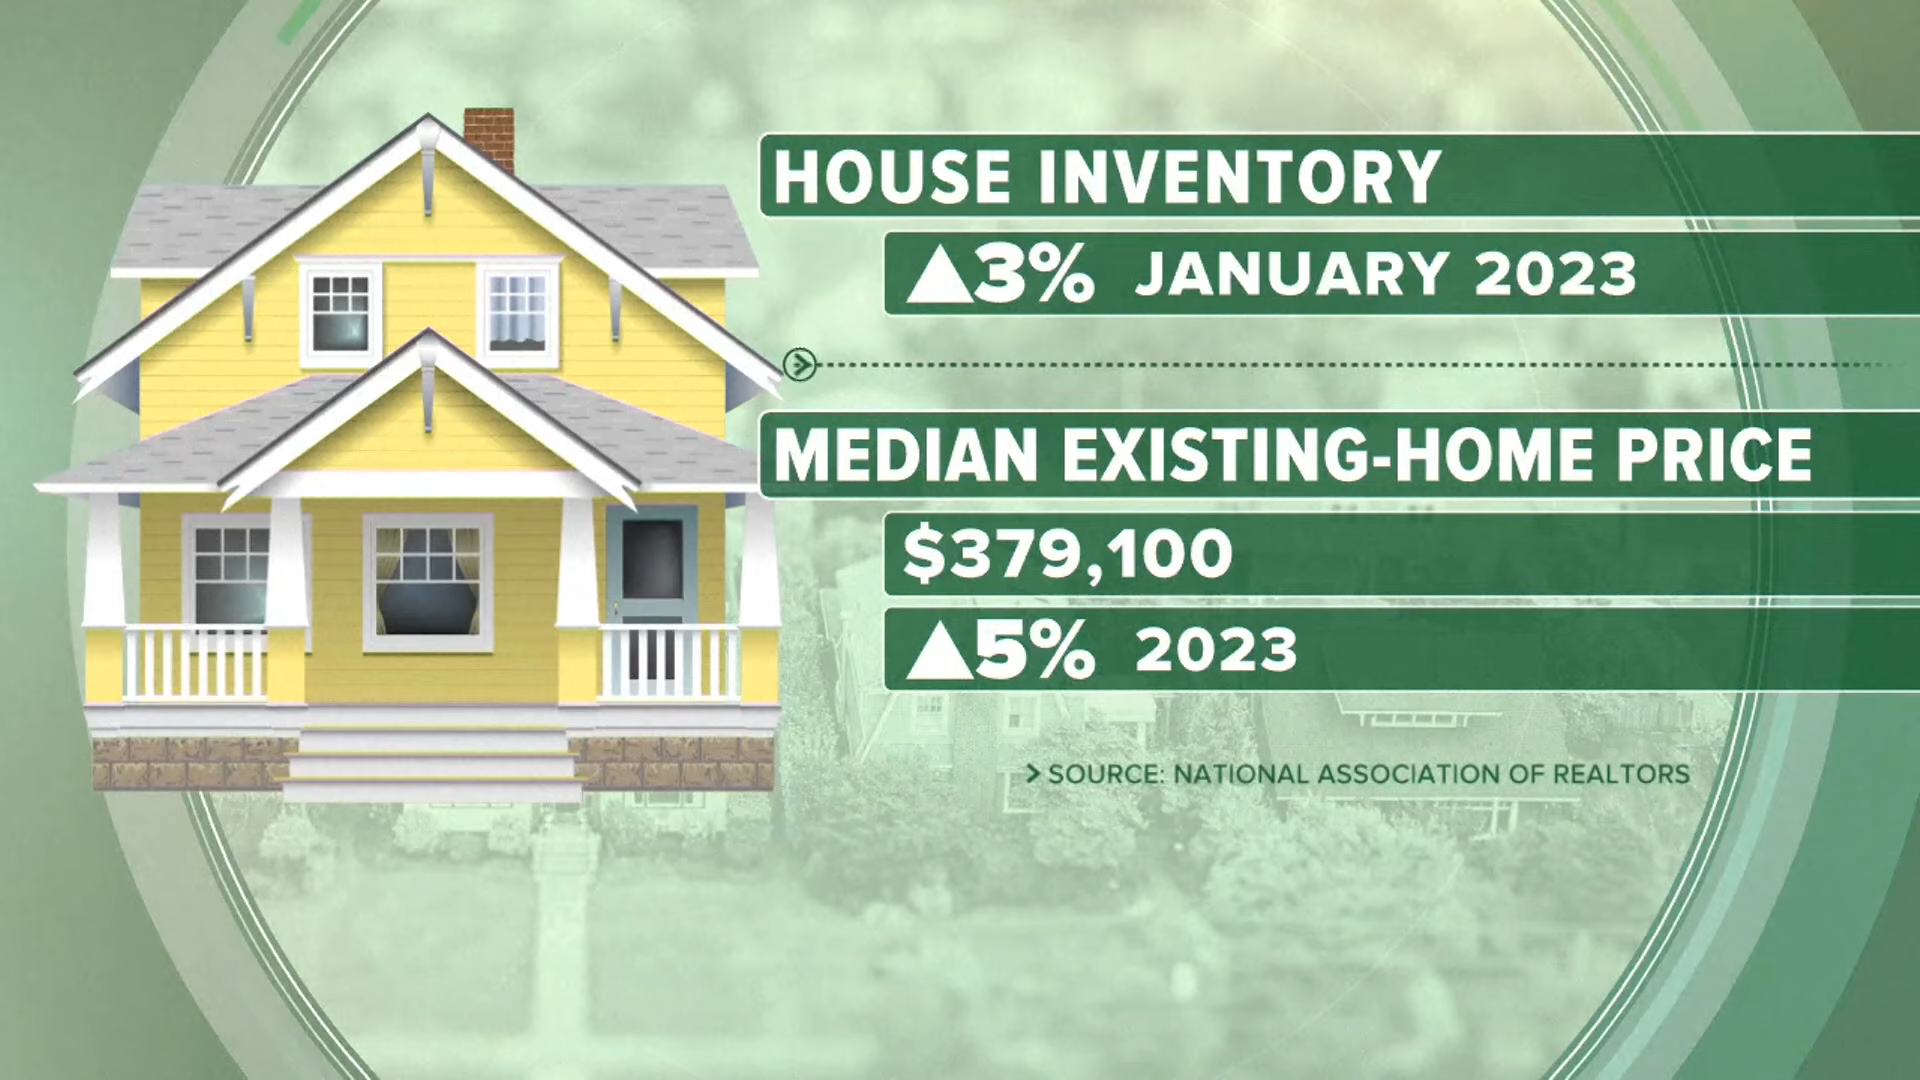 HOUSE INVENTORY
▲3% JANUARY 2023
MEDIAN EXISTING-HOME PRICE
$379,100
▲5% 2023
> SOURCE: NATIONAL ASSOCIATION OF REALTORS